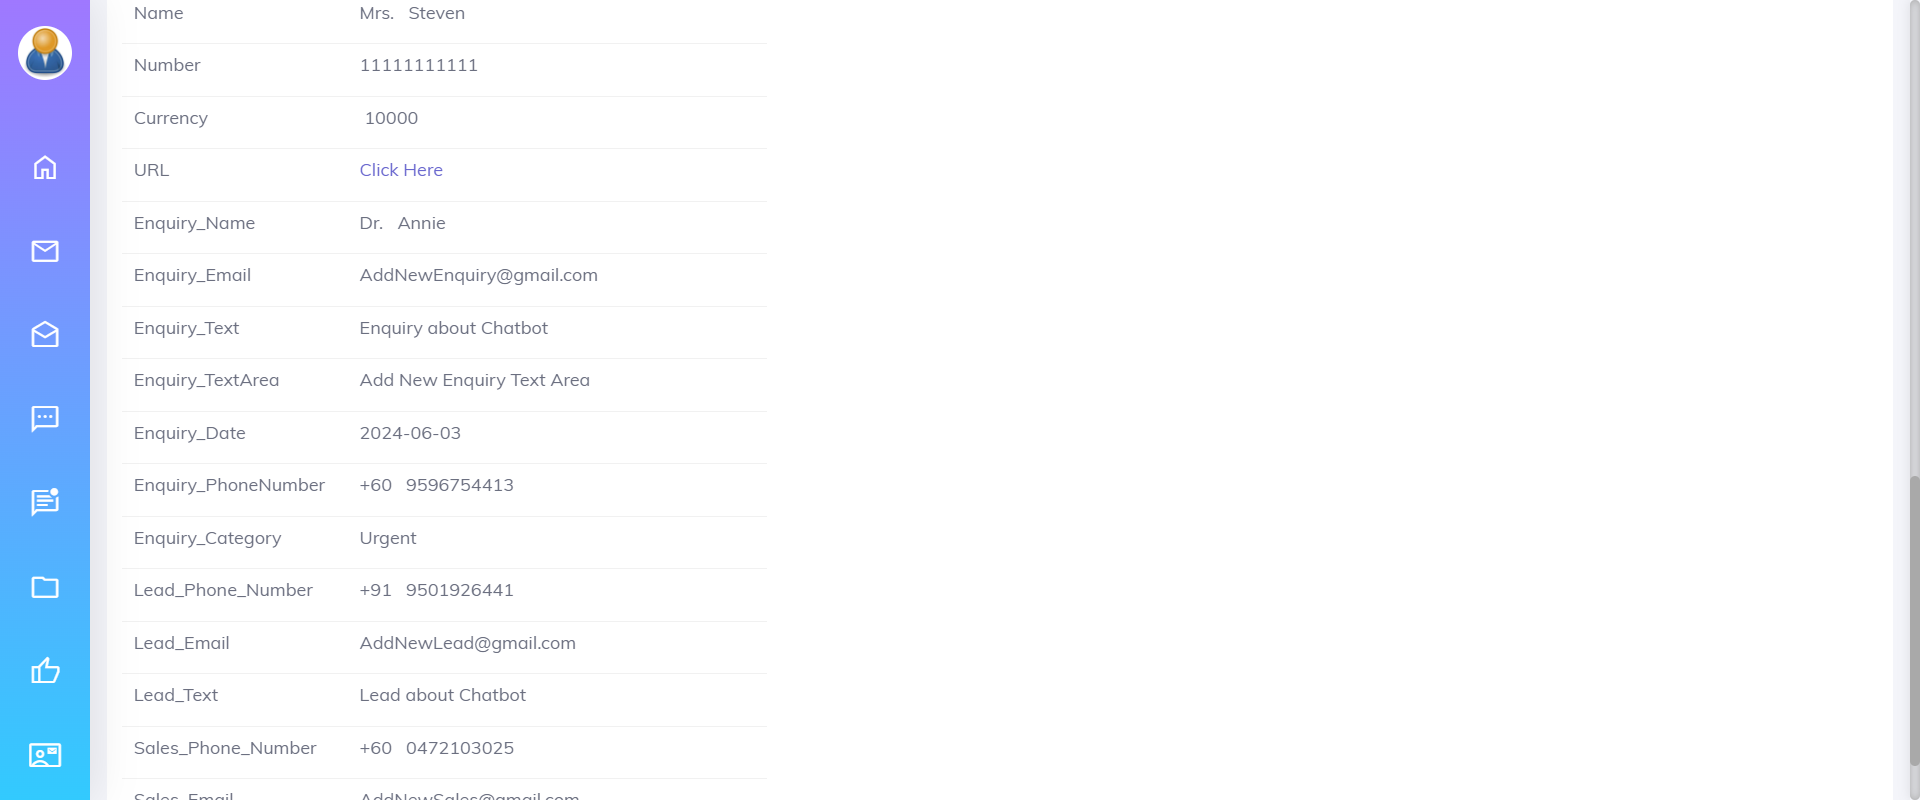 Name Mrs. Steven
Number 11111111111
Currency 10000
URL Click Here
Enquiry_Name Dr. Annie
Enquiry_Email AddNewEnquiry@gmail.com
Enquiry_Text Enquiry about Chatbot
Enquiry_TextArea Add New Enquiry Text Area
Enquiry_Date 2024-06-03
Enquiry_PhoneNumber +60 9596754413
Enquiry_Category Urgent
Lead_Phone_Number +91 9501926441
Lead_Email AddNewLead@gmail.com
Lead_Text Lead about Chatbot
Sales_Phone_Number +60 0472103025
Sales_Email AddNewSales@gmail.com